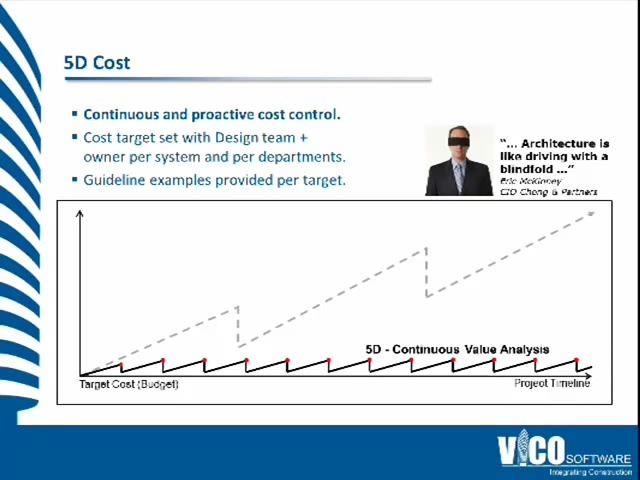 5D Cost
Continuous and proactive cost control.
Cost target set with Design team +
owner per system and per departments.
Guideline examples provided per target.
"... Architecture is
like driving with a
blindfold ..."
Eric McKinney
CIO Chong & Partners
5D - Continuous Value Analysis
Target Cost (Budget)
Project Timeline
VICO SOFTWARE
Integrating Construction